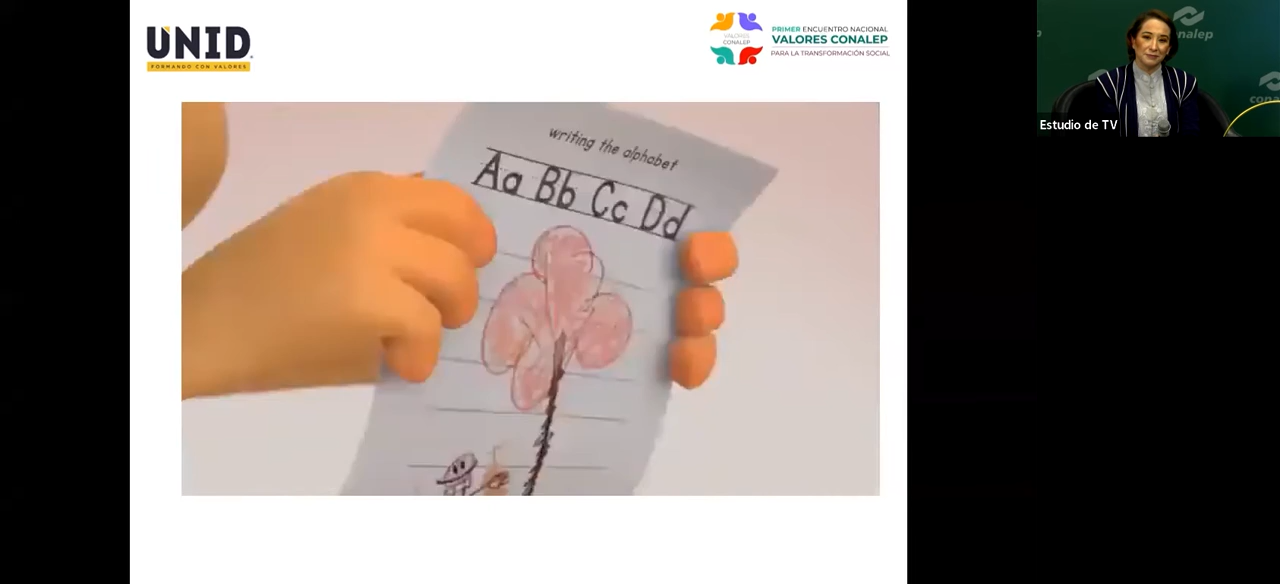 UNID
FORMANDO CON VALORES
VALORES
CONALEP
PRIMER ENCUENTRO NACIONAL
VALORES CONALEP
PARA LA TRANSFORMACIÓN SOCIAL
writing the alphabet
Aa Bb Cc Dd
conalep
Estudio de TV